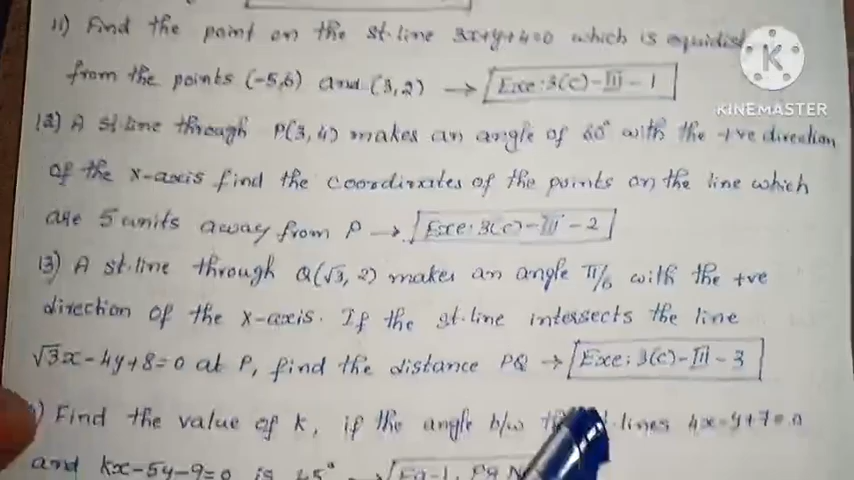 11) Find the point on the st.line 3x+y+4=0 which is equidist
K
from the points (-5,6) and (3,2) → Exe:3(c)-III-1
KINEMASTER
12) A st.line through P(3,4) makes an angle of 60° with the +ve direction
of the x-axis find the coordinates of the points on the line which
are 5 units away from P → Exe:3(c)-III-2
13) A st.line through Q(√3, 2) makes an angle π/6 with the +ve
direction of the x-axis. If the st.line intersects the line
√3x-4y+8=0 at P, find the distance PQ → Exe:3(c)-III-3
) Find the value of k, if the angle b/w lines 4x-y+7=0
and kx-5y-9=0 is 45° → Eg-1, Pg N